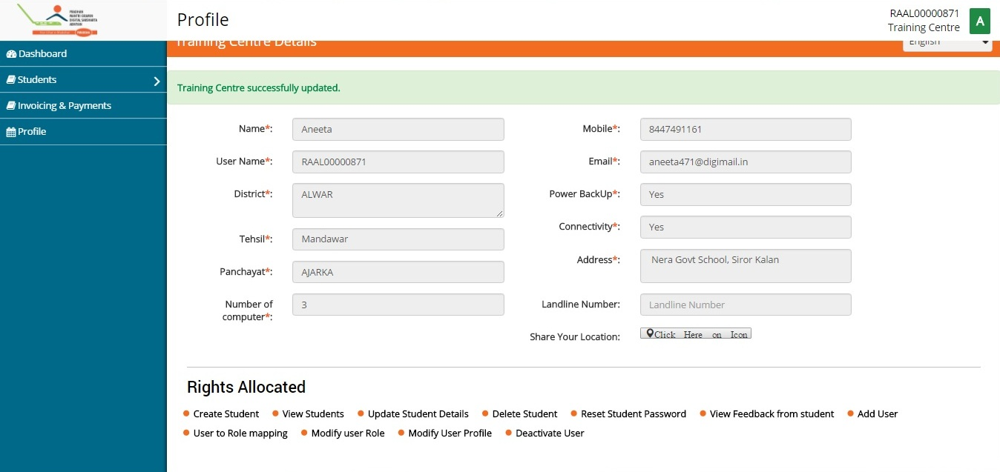 PRADHAN
MANTRI GRAMIN
DIGITAL SAKSHARTA
ABHIYAN
Profile
RAAL00000871
Training Centre
A
Training Centre Details
English
Dashboard
Students
Invoicing & Payments
Profile
Training Centre successfully updated.
Name*: Aneeta
Mobile*: 8447491161
User Name*: RAAL00000871
Email*: aneeta471@digimail.in
District*: ALWAR
Power BackUp*: Yes
Connectivity*: Yes
Tehsil*: Mandawar
Address*: Nera Govt School, Siror Kalan
Panchayat*: AJARKA
Number of
computer*: 3
Landline Number: Landline Number
Share Your Location: Click Here on Icon
Rights Allocated
Create Student View Students Update Student Details Delete Student Reset Student Password View Feedback from student Add User
User to Role mapping Modify user Role Modify User Profile Deactivate User